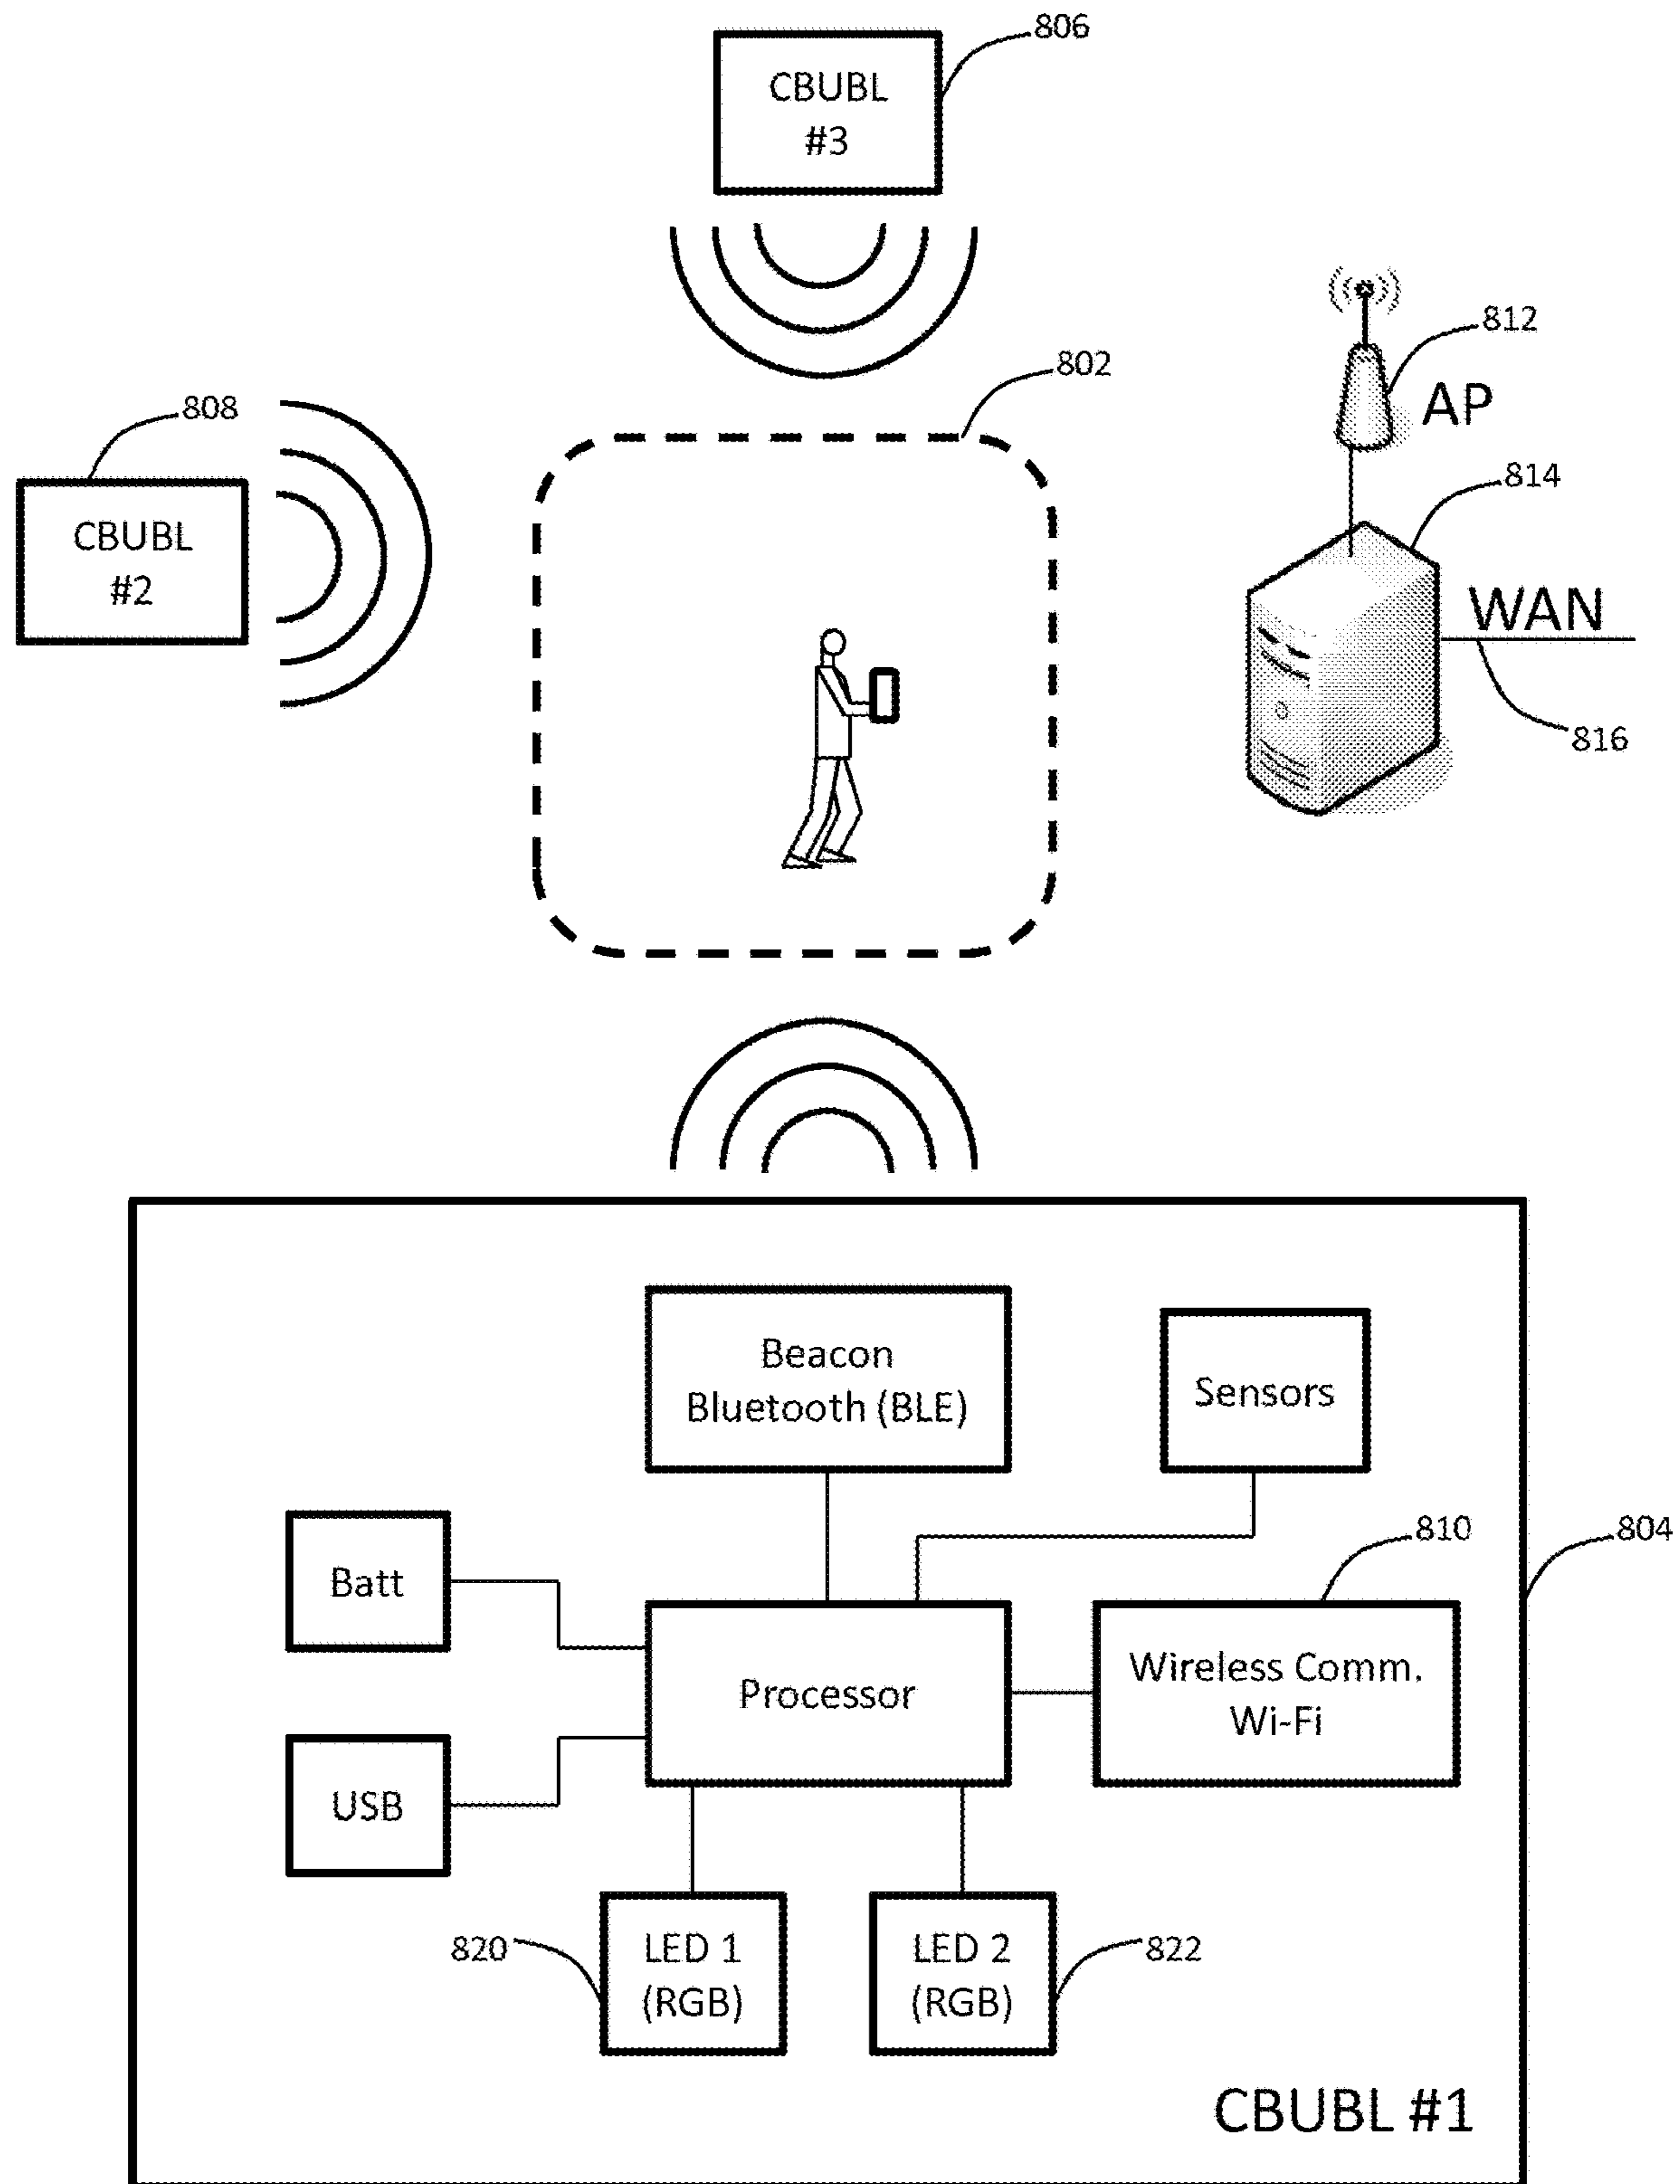 806
CBUBL
#3
812
802
AP
808
814
CBUBL
#2
WAN
816
Beacon
Bluetooth (BLE)
Sensors
810
804
Batt
Wireless Comm.
Wi-Fi
Processor
USB
820
LED 1
(RGB)
LED 2
(RGB)
822
CBUBL #1